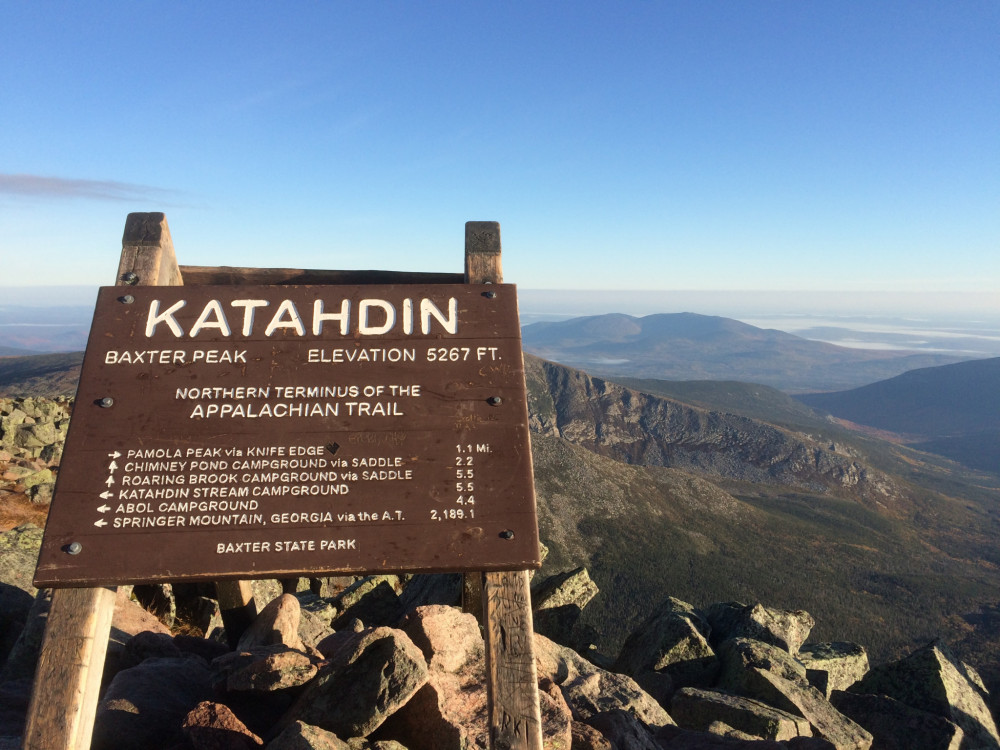 KATAHDIN
BAXTER PEAK ELEVATION 5267 FT.
NORTHERN TERMINUS OF THE
APPALACHIAN TRAIL
→ PAMOLA PEAK via KNIFE EDGE 1.1 Mi.
↑ CHIMNEY POND CAMPGROUND via SADDLE 2.2
↑ ROARING BROOK CAMPGROUND via SADDLE 5.5
← KATAHDIN STREAM CAMPGROUND 5.5
← ABOL CAMPGROUND 4.4
← SPRINGER MOUNTAIN, GEORGIA via the A.T. 2,189.1
BAXTER STATE PARK